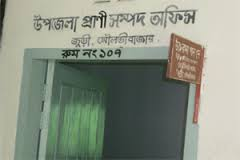 উপজেলা প্রাণী সম্পদ অফিস
জুড়ী, মৌলভীবাজার
রুম নং ১০৭